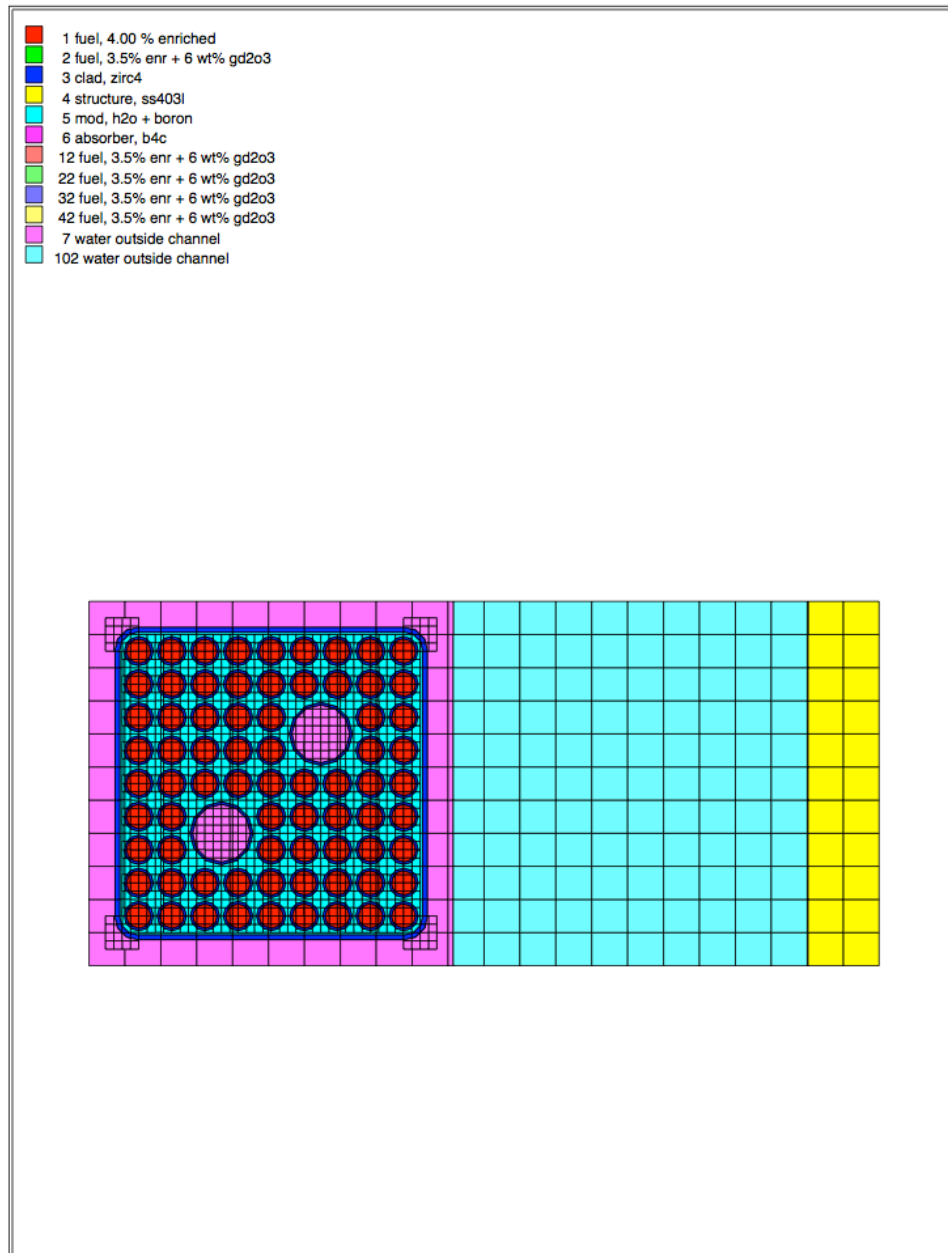 1 fuel, 4.00 % enriched
2 fuel, 3.5% enr + 6 wt% gd2o3
3 clad, zirc4
4 structure, ss403l
5 mod, h2o + boron
6 absorber, b4c
12 fuel, 3.5% enr + 6 wt% gd2o3
22 fuel, 3.5% enr + 6 wt% gd2o3
32 fuel, 3.5% enr + 6 wt% gd2o3
42 fuel, 3.5% enr + 6 wt% gd2o3
7 water outside channel
102 water outside channel